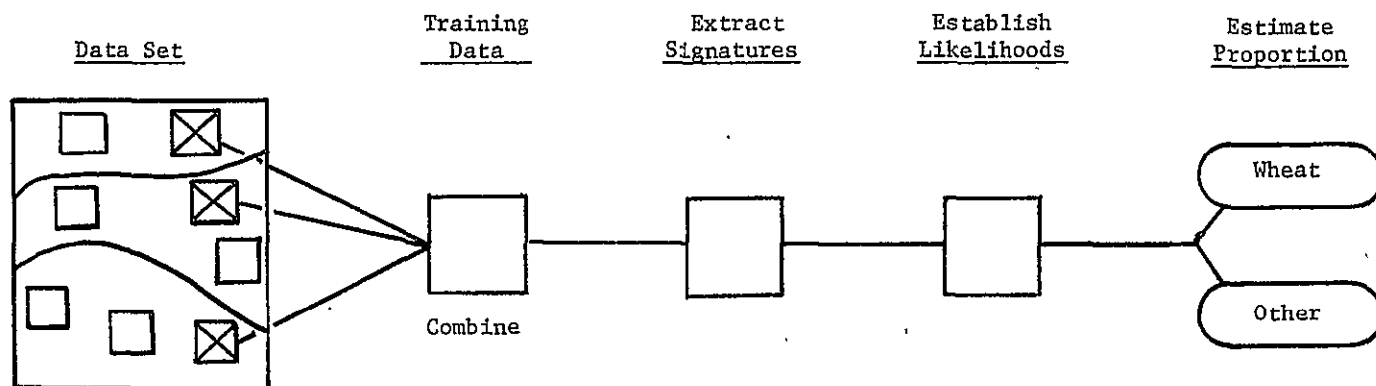 Data Set
Training
Data
Extract
Signatures
Establish
Likelihoods
Estimate
Proportion
Combine
Wheat
Other